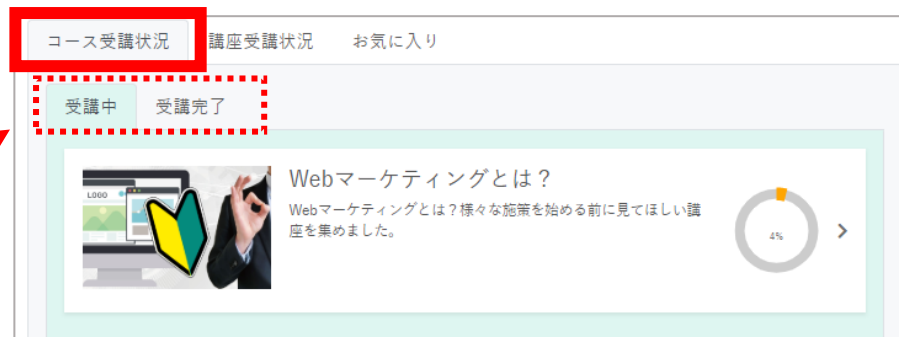 コース受講状況 講座受講状況 お気に入り
受講中 受講完了
LOGO
Webマーケティングとは？
Webマーケティングとは？様々な施策を始める前に見てほしい講
座を集めました。
4%